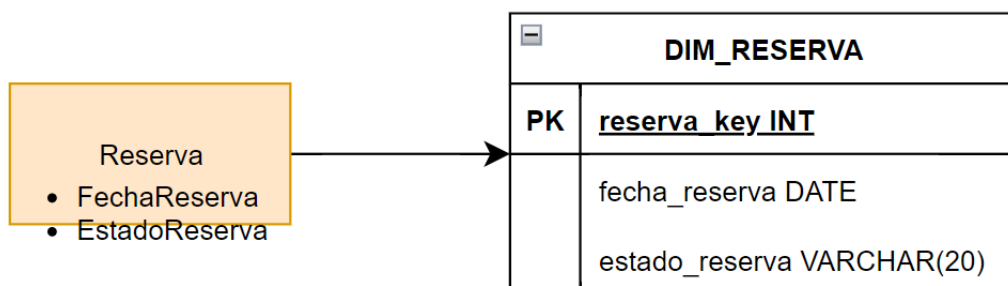 Reserva
• FechaReserva
• EstadoReserva
DIM_RESERVA
PK reserva_key INT
fecha_reserva DATE
estado_reserva VARCHAR(20)